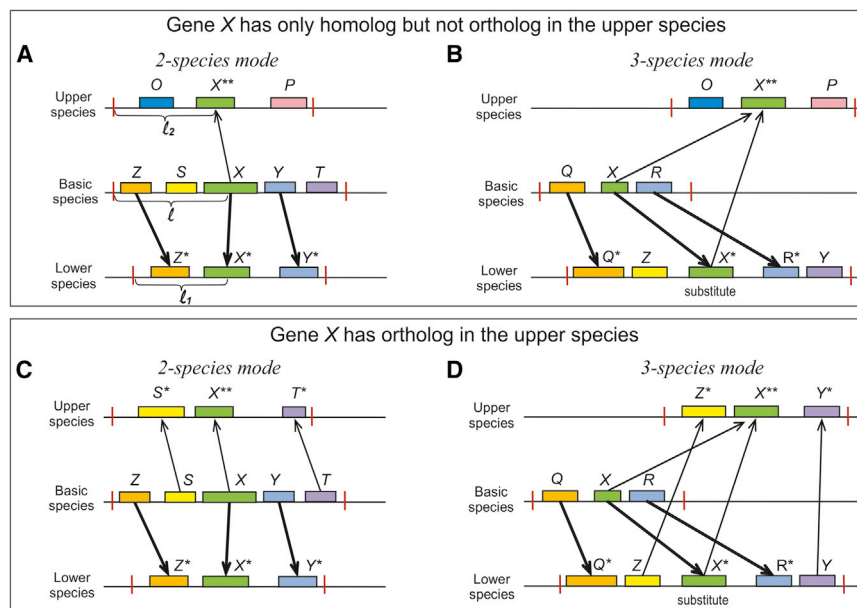 Gene X has only homolog but not ortholog in the upper species
A
2-species mode
Upper species
O X** P
ℓ₂
Basic species
Z S X Y T
ℓ
Lower species
Z* X* Y*
ℓ₁
B
3-species mode
Upper species
O X** P
Basic species
Q X R
Lower species
Q* Z X* R* Y
substitute
Gene X has ortholog in the upper species
C
2-species mode
Upper species
S* X** T*
Basic species
Z S X Y T
Lower species
Z* X* Y*
D
3-species mode
Upper species
Z* X** Y*
Basic species
Q X R
Lower species
Q* Z X* R* Y
substitute